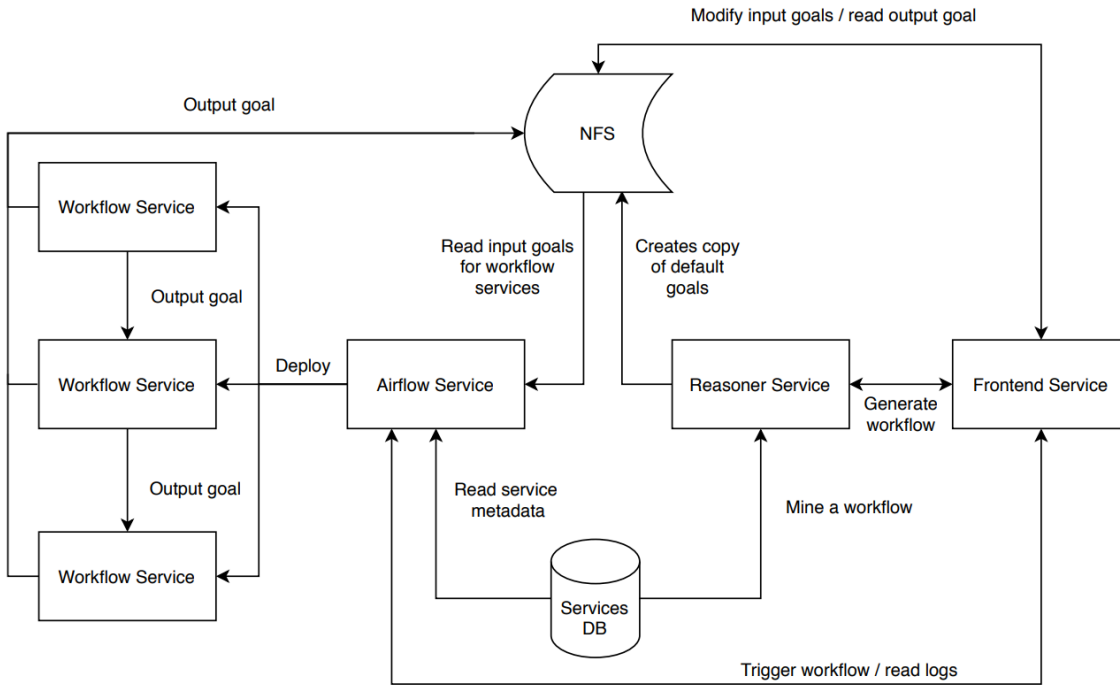 Modify input goals / read output goal
Output goal
NFS
Workflow Service
Read input goals
for workflow
services
Creates copy
of default
goals
Output goal
Deploy
Workflow Service
Airflow Service
Reasoner Service
Frontend Service
Generate
workflow
Output goal
Read service
metadata
Mine a workflow
Workflow Service
Services
DB
Trigger workflow / read logs